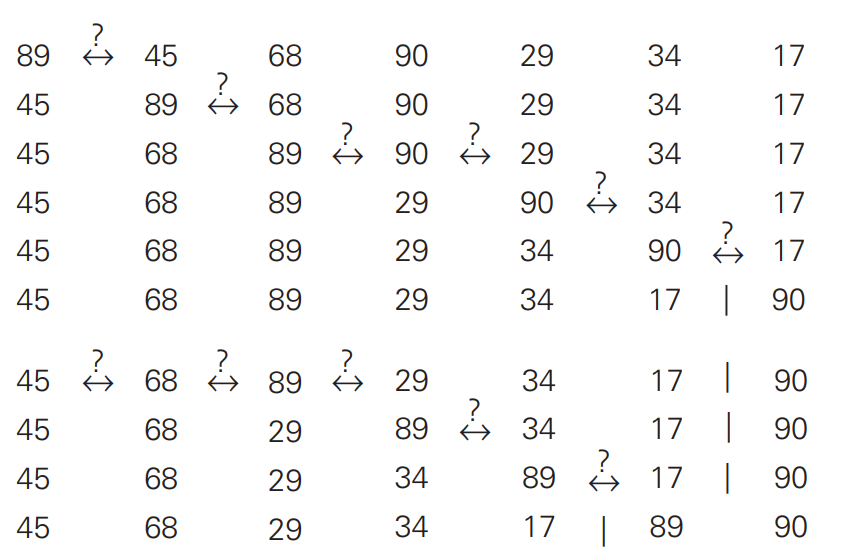 89 ?↔ 45 68 90 29 34 17
45 89 ?↔ 68 90 29 34 17
45 68 89 ?↔ 90 ?↔ 29 34 17
45 68 89 29 90 ?↔ 34 17
45 68 89 29 34 90 ?↔ 17
45 68 89 29 34 17 | 90
45 ?↔ 68 ?↔ 89 ?↔ 29 34 17 | 90
45 68 29 89 ?↔ 34 17 | 90
45 68 29 34 89 ?↔ 17 | 90
45 68 29 34 17 | 89 90